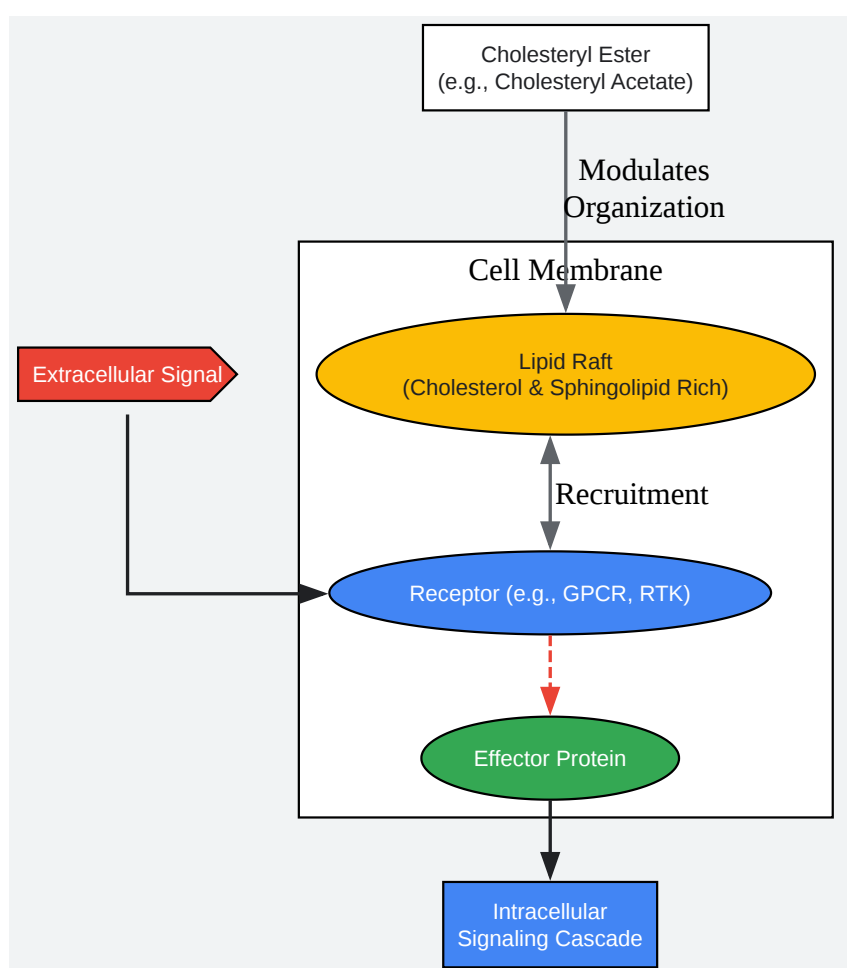 Cholesteryl Ester
(e.g., Cholesteryl Acetate)
Modulates
Organization
Cell Membrane
Lipid Raft
(Cholesterol & Sphingolipid Rich)
Extracellular Signal
Recruitment
Receptor (e.g., GPCR, RTK)
Effector Protein
Intracellular
Signaling Cascade